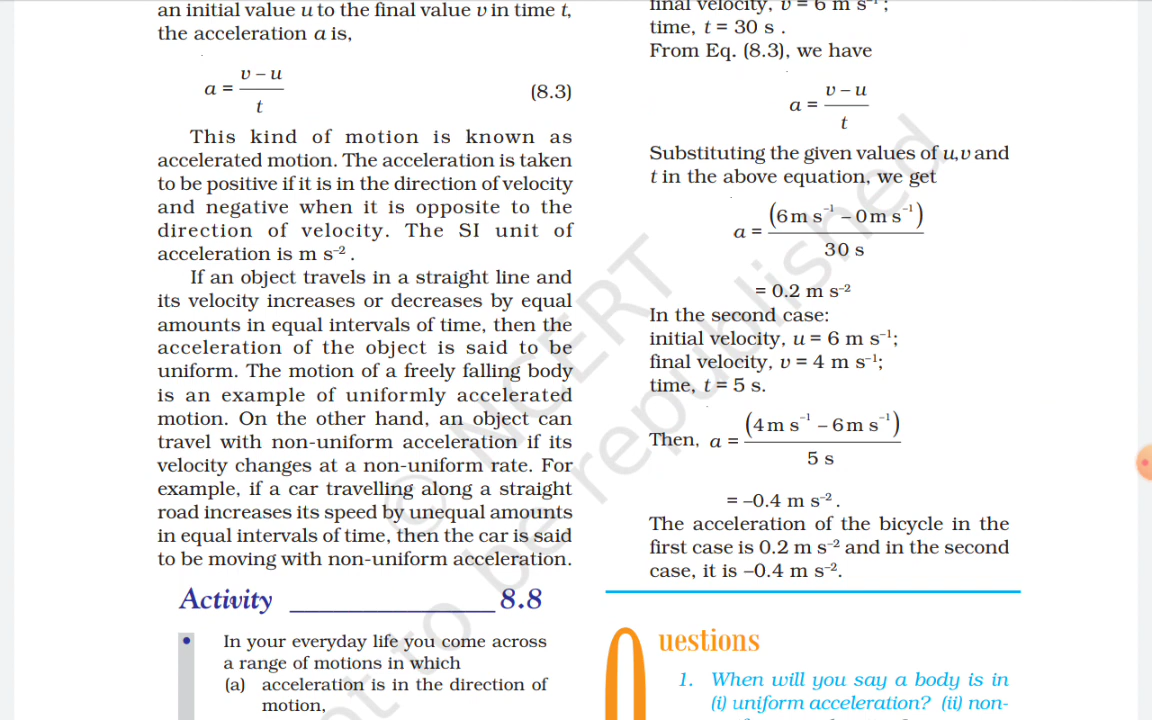 an initial value u to the final value v in time t,
the acceleration a is,
a = v – u / t (8.3)
This kind of motion is known as
accelerated motion. The acceleration is taken
to be positive if it is in the direction of velocity
and negative when it is opposite to the
direction of velocity. The SI unit of
acceleration is m s⁻² .
If an object travels in a straight line and
its velocity increases or decreases by equal
amounts in equal intervals of time, then the
acceleration of the object is said to be
uniform. The motion of a freely falling body
is an example of uniformly accelerated
motion. On the other hand, an object can
travel with non-uniform acceleration if its
velocity changes at a non-uniform rate. For
example, if a car travelling along a straight
road increases its speed by unequal amounts
in equal intervals of time, then the car is said
to be moving with non-uniform acceleration.
Activity 8.8
• In your everyday life you come across
a range of motions in which
(a) acceleration is in the direction of
motion,
final velocity, v = 6 m s⁻¹ ;
time, t = 30 s .
From Eq. (8.3), we have
a = v – u / t
Substituting the given values of u,v and
t in the above equation, we get
a = (6 m s⁻¹ – 0 m s⁻¹) / 30 s
= 0.2 m s⁻²
In the second case:
initial velocity, u = 6 m s⁻¹;
final velocity, v = 4 m s⁻¹;
time, t = 5 s.
Then, a = (4 m s⁻¹ – 6 m s⁻¹) / 5 s
= –0.4 m s⁻² .
The acceleration of the bicycle in the
first case is 0.2 m s⁻² and in the second
case, it is –0.4 m s⁻².
Questions
1. When will you say a body is in
(i) uniform acceleration? (ii) non-
© NCERT
not to be republished